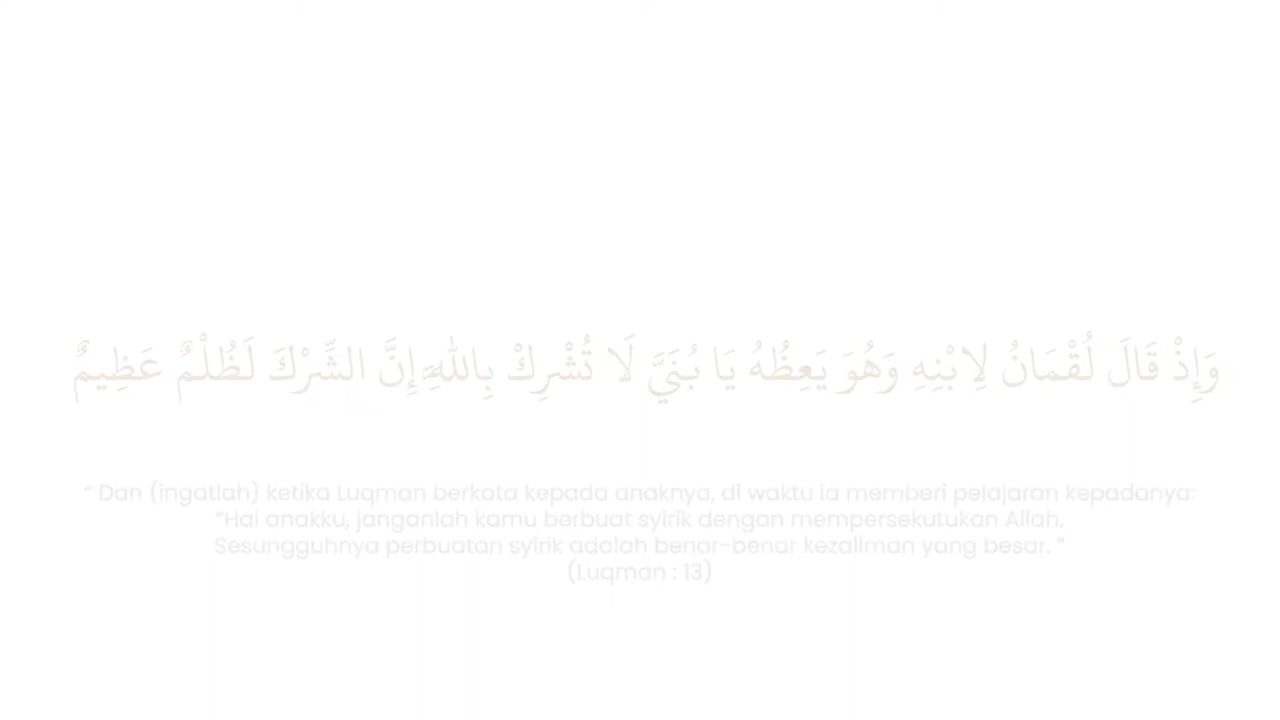 وَإِذْ قَالَ لُقْمَانُ لِابْنِهِ وَهُوَ يَعِظُهُ يَا بُنَيَّ لَا تُشْرِكْ بِاللَّهِ إِنَّ الشِّرْكَ لَظُلْمٌ عَظِيمٌ
“ Dan (ingatlah) ketika Luqman berkata kepada anaknya, di waktu ia memberi pelajaran kepadanya:
“Hai anakku, janganlah kamu berbuat syirik dengan mempersekutukan Allah.
Sesungguhnya perbuatan syirik adalah benar-benar kezaliman yang besar. ”
(Luqman : 13)